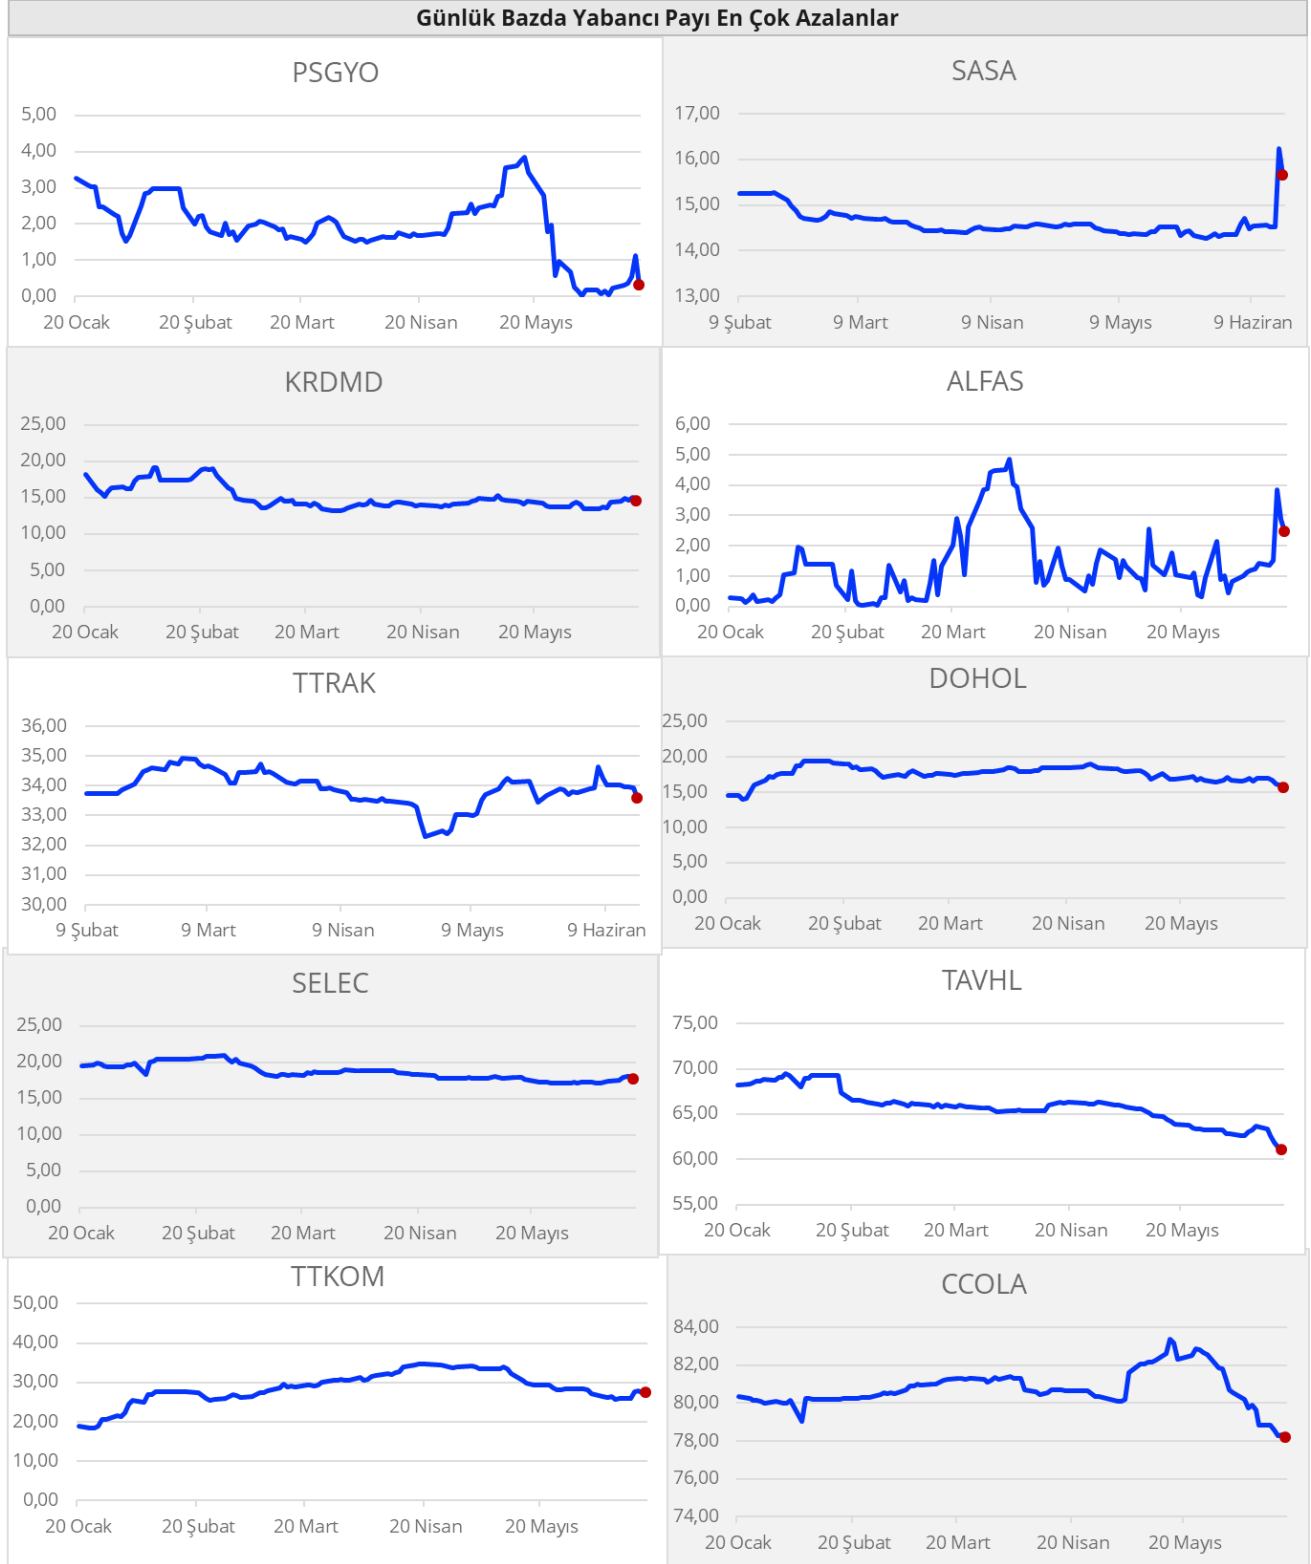 Günlük Bazda Yabancı Payı En Çok Azalanlar
PSGYO
5,00
4,00
3,00
2,00
1,00
0,00
20 Ocak 20 Şubat 20 Mart 20 Nisan 20 Mayıs
SASA
17,00
16,00
15,00
14,00
13,00
9 Şubat 9 Mart 9 Nisan 9 Mayıs 9 Haziran
KRDMD
25,00
20,00
15,00
10,00
5,00
0,00
20 Ocak 20 Şubat 20 Mart 20 Nisan 20 Mayıs
ALFAS
6,00
5,00
4,00
3,00
2,00
1,00
0,00
20 Ocak 20 Şubat 20 Mart 20 Nisan 20 Mayıs
TTRAK
36,00
35,00
34,00
33,00
32,00
31,00
30,00
9 Şubat 9 Mart 9 Nisan 9 Mayıs 9 Haziran
DOHOL
25,00
20,00
15,00
10,00
5,00
0,00
20 Ocak 20 Şubat 20 Mart 20 Nisan 20 Mayıs
SELEC
25,00
20,00
15,00
10,00
5,00
0,00
20 Ocak 20 Şubat 20 Mart 20 Nisan 20 Mayıs
TAVHL
75,00
70,00
65,00
60,00
55,00
20 Ocak 20 Şubat 20 Mart 20 Nisan 20 Mayıs
TTKOM
50,00
40,00
30,00
20,00
10,00
0,00
20 Ocak 20 Şubat 20 Mart 20 Nisan 20 Mayıs
CCOLA
84,00
82,00
80,00
78,00
76,00
74,00
20 Ocak 20 Şubat 20 Mart 20 Nisan 20 Mayıs